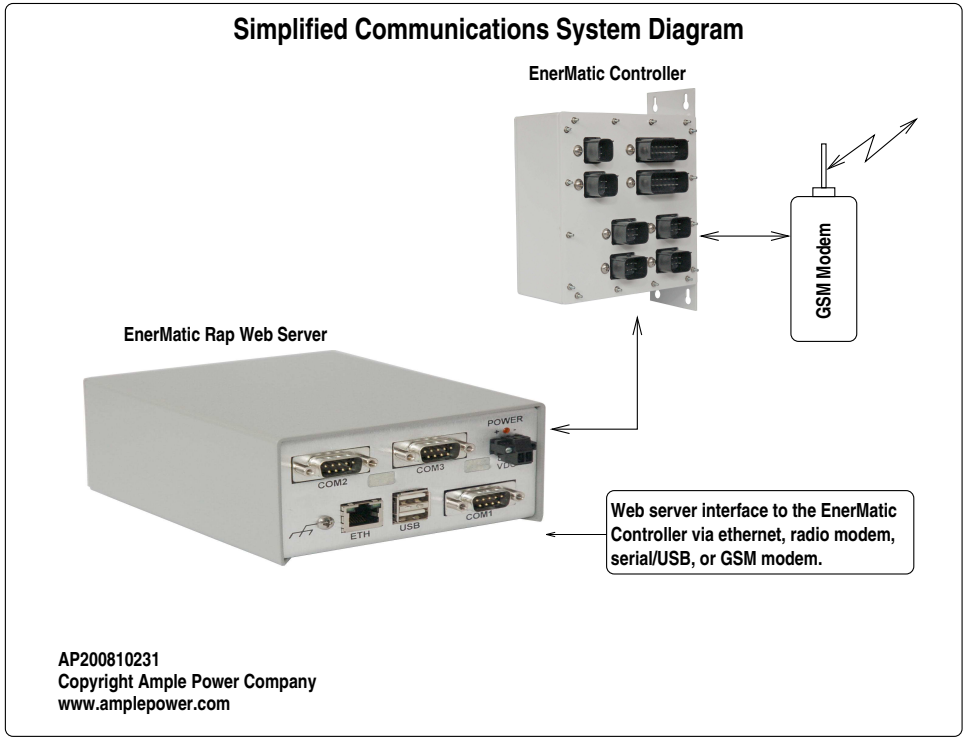 Simplified Communications System Diagram
EnerMatic Controller
GSM Modem
EnerMatic Rap Web Server
POWER
+ -
VDC
COM2
COM3
COM1
ETH
USB
Web server interface to the EnerMatic
Controller via ethernet, radio modem,
serial/USB, or GSM modem.
AP200810231
Copyright Ample Power Company
www.amplepower.com